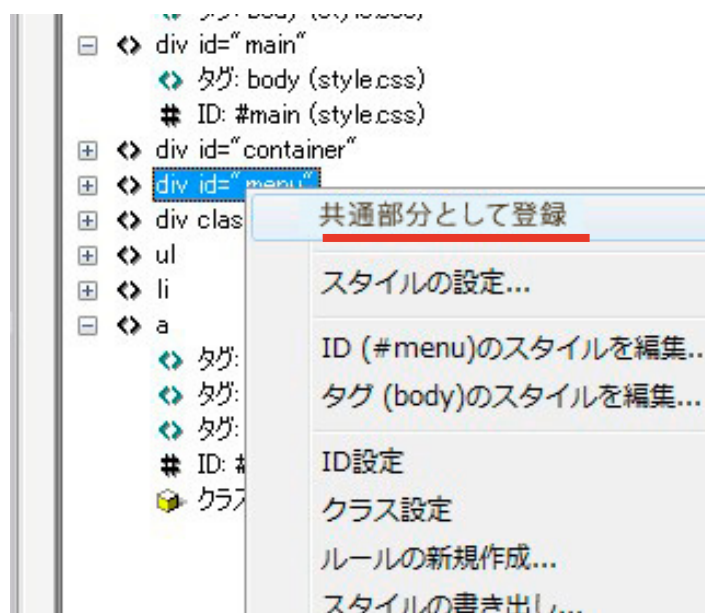 div id="main"
タグ: body (style.css)
ID: #main (style.css)
div id="container"
div id="menu"
div clas
ul
li
a
タグ:
タグ:
タグ:
ID: #
クラス
共通部分として登録
スタイルの設定...
ID (#menu)のスタイルを編集..
タグ (body)のスタイルを編集...
ID設定
クラス設定
ルールの新規作成...
スタイルの書き出し...